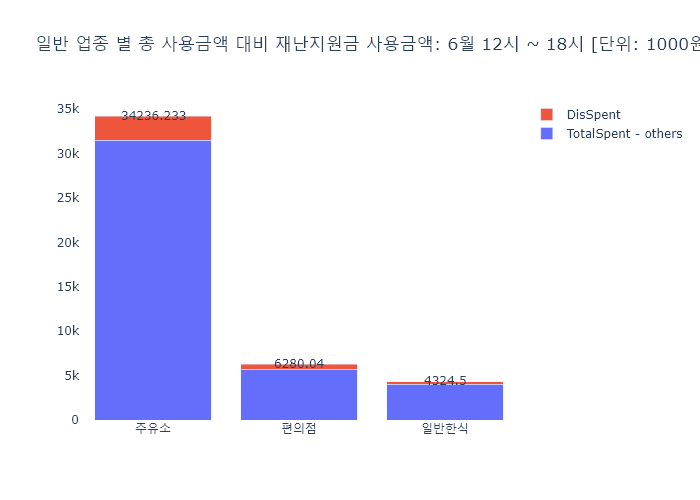 일반 업종 별 총 사용금액 대비 재난지원금 사용금액: 6월 12시 ~ 18시 [단위: 1000원
35k
30k
25k
20k
15k
10k
5k
0
34236.233
6280.04
4324.5
주유소
편의점
일반한식
DisSpent
TotalSpent - others